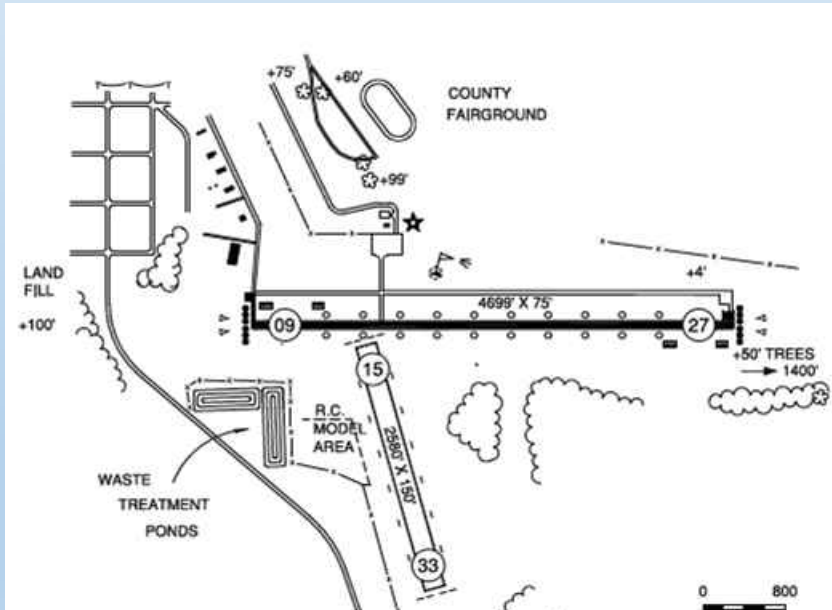 +75'
+60'
COUNTY
FAIRGROUND
+99'
LAND
FILL
+100'
+4'
4699' X 75'
09
27
+50' TREES
1400'
15
R.C.
MODEL
AREA
2580' X 150'
WASTE
TREATMENT
PONDS
33
0 800